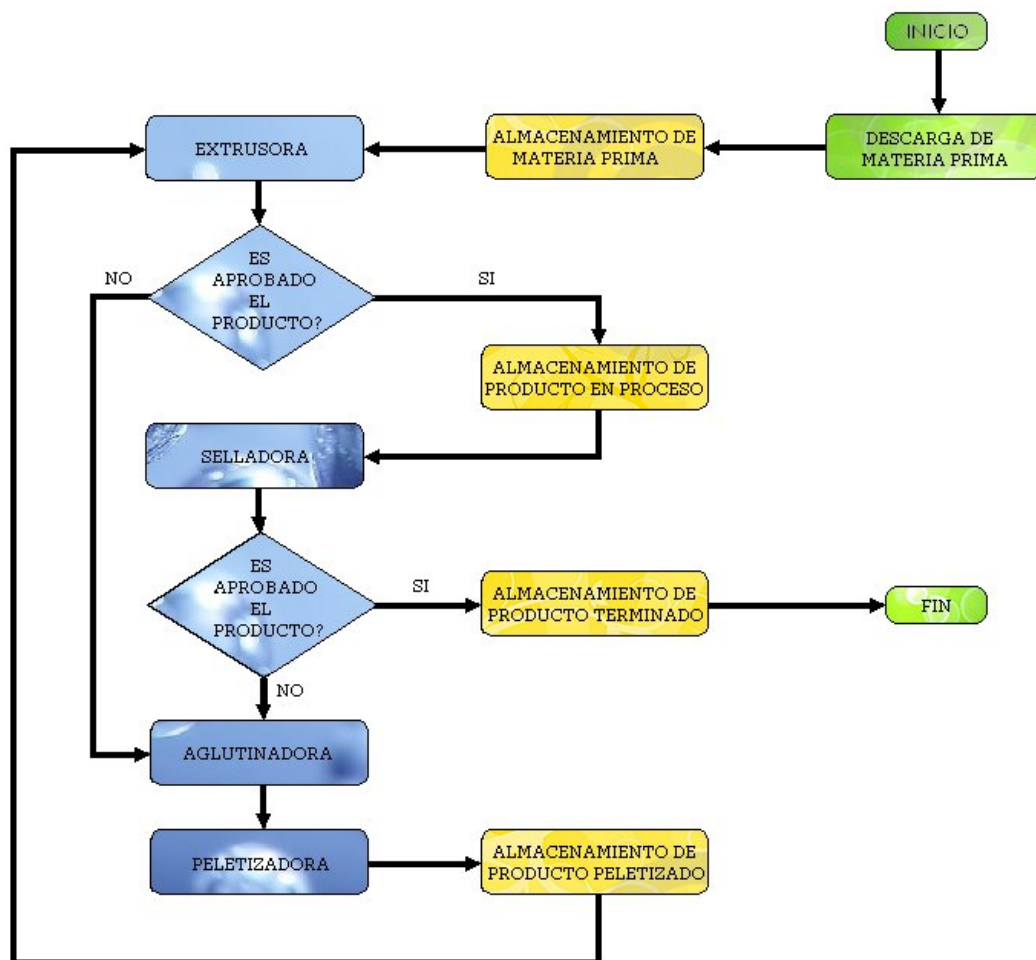 INICIO
DESCARGA DE
MATERIA PRIMA
ALMACENAMIENTO DE
MATERIA PRIMA
EXTRUSORA
ES
APROBADO
EL
PRODUCTO?
NO
SI
ALMACENAMIENTO DE
PRODUCTO EN PROCESO
SELLADORA
ES
APROBADO
EL
PRODUCTO?
SI
ALMACENAMIENTO DE
PRODUCTO TERMINADO
FIN
NO
AGLUTINADORA
PELETIZADORA
ALMACENAMIENTO DE
PRODUCTO PELETIZADO